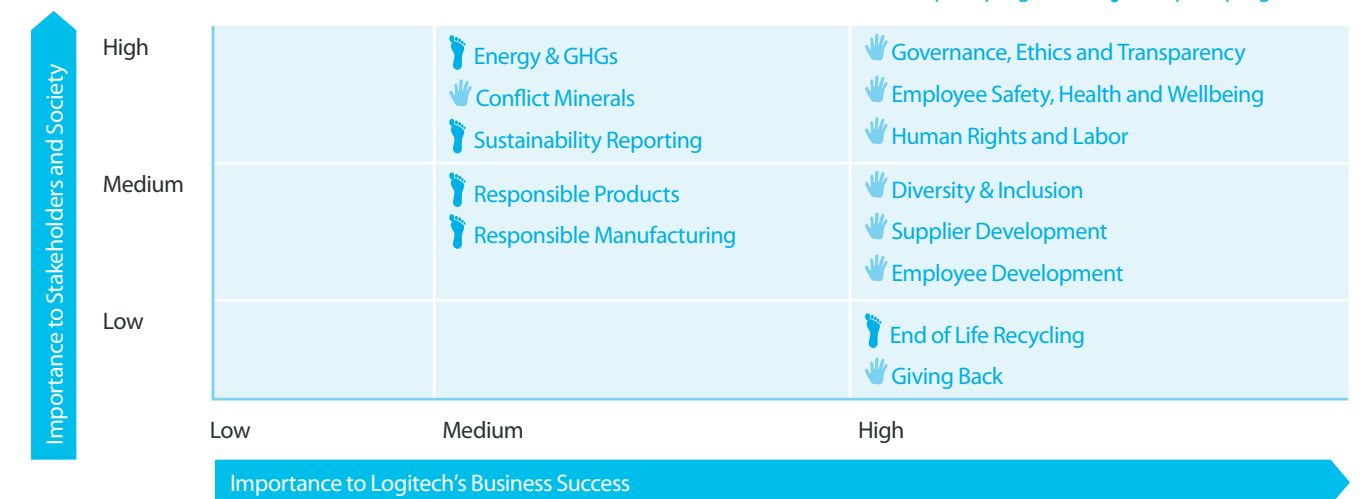 High
Energy & GHGs
Conflict Minerals
Sustainability Reporting
Governance, Ethics and Transparency
Employee Safety, Health and Wellbeing
Human Rights and Labor
Medium
Responsible Products
Responsible Manufacturing
Diversity & Inclusion
Supplier Development
Employee Development
Low
End of Life Recycling
Giving Back
Importance to Stakeholders and Society
Low
Medium
High
Importance to Logitech's Business Success